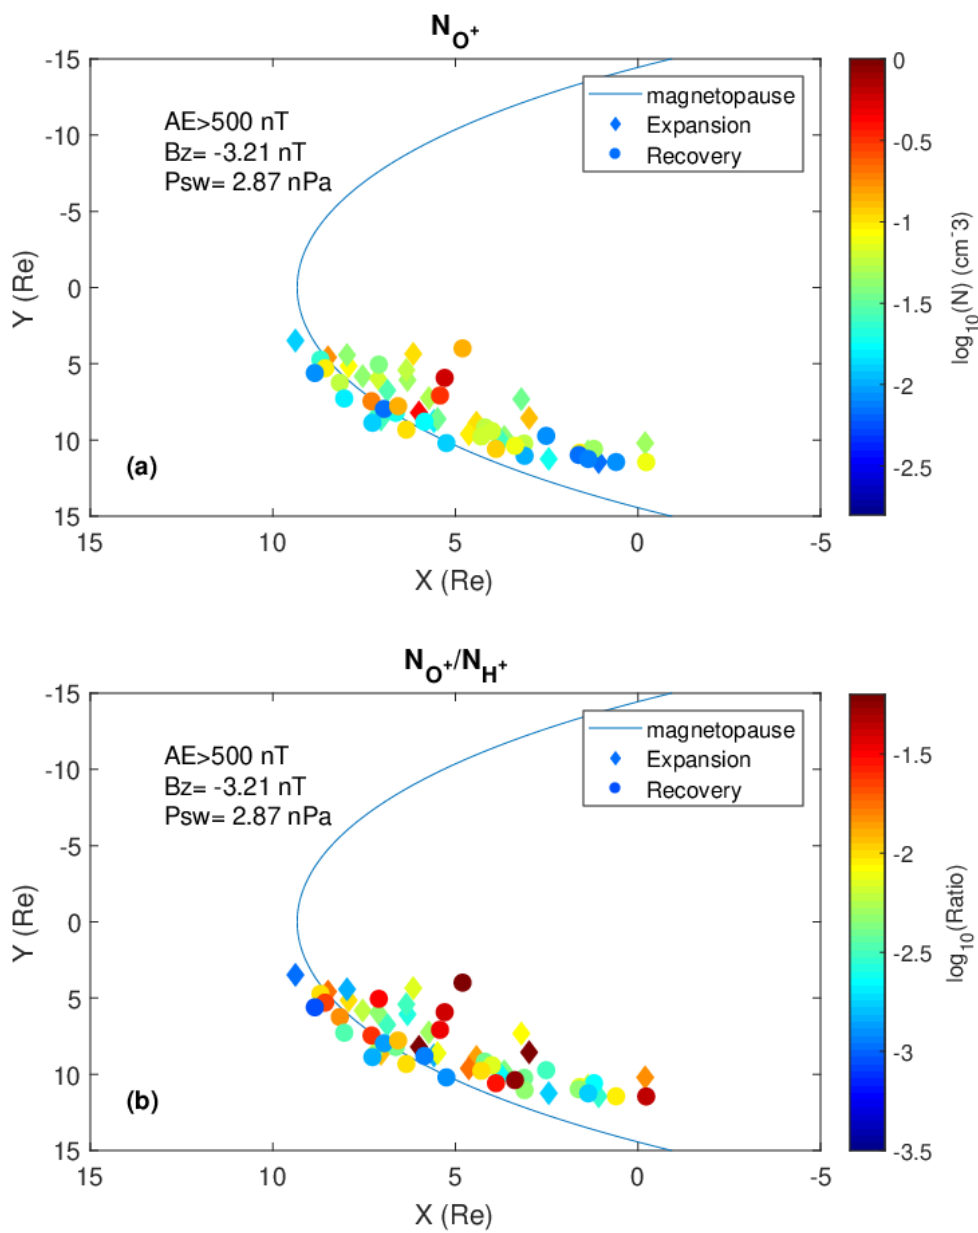 N_O+
-15
-10
-5
0
5
10
15
Y (Re)
AE>500 nT
Bz= -3.21 nT
Psw= 2.87 nPa
magnetopause
Expansion
Recovery
(a)
15
10
5
0
-5
X (Re)
0
-0.5
-1
-1.5
-2
-2.5
log10(N) (cm-3)
N_O+/N_H+
-15
-10
-5
0
5
10
15
Y (Re)
AE>500 nT
Bz= -3.21 nT
Psw= 2.87 nPa
magnetopause
Expansion
Recovery
(b)
15
10
5
0
-5
X (Re)
-1.5
-2
-2.5
-3
-3.5
log10(Ratio)